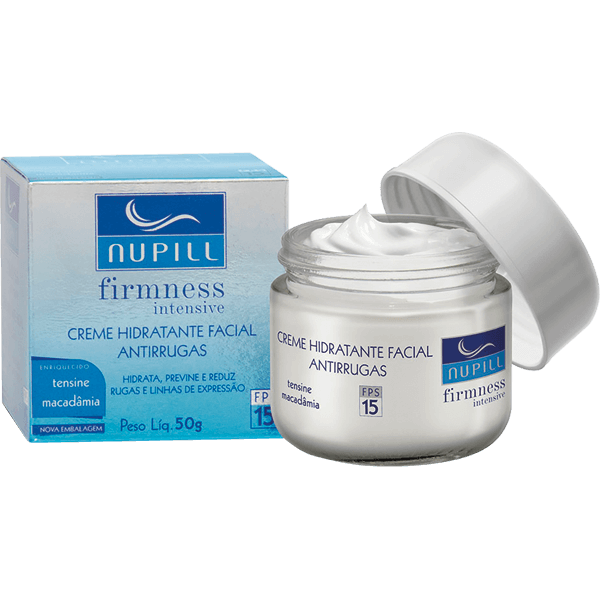 NUPILL
firmness
intensive
CREME HIDRATANTE FACIAL
ANTIRRUGAS
ENRIQUECIDO
tensine
macadâmia
NOVA EMBALAGEM
HIDRATA, PREVINE E REDUZ
RUGAS E LINHAS DE EXPRESSÃO
Peso Líq. 50g
FP
15
CREME HIDRATANTE FACIAL
ANTIRRUGAS
tensine
macadâmia
FPS
15
NUPILL
firmness
intensive